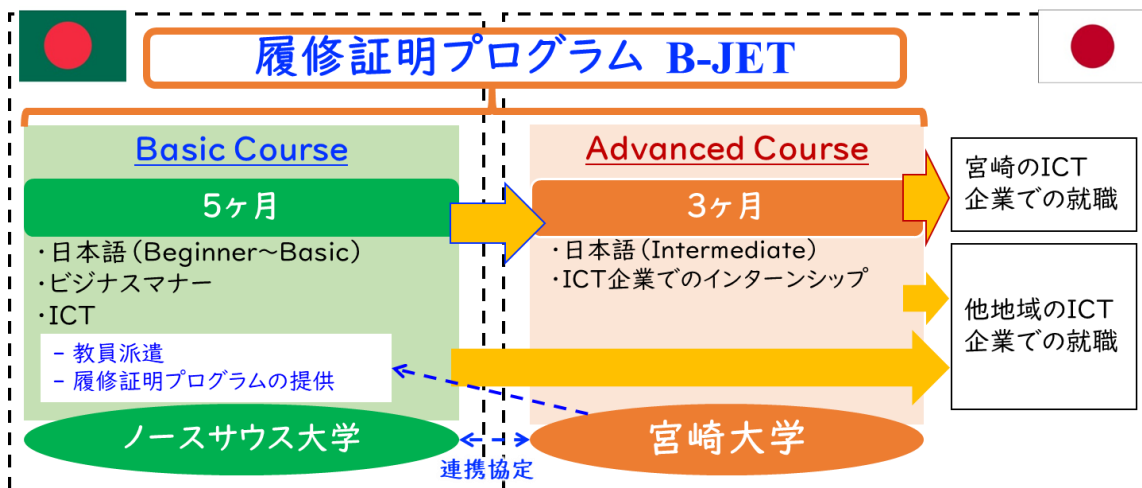 履修証明プログラム B-JET
Basic Course
5ヶ月
・日本語（Beginner～Basic）
・ビジネスマナー
・ICT
– 教員派遣
– 履修証明プログラムの提供
ノースサウス大学
連携協定
Advanced Course
3ヶ月
・日本語（Intermediate）
・ICT企業でのインターンシップ
宮崎大学
宮崎のICT
企業での就職
他地域のICT
企業での就職